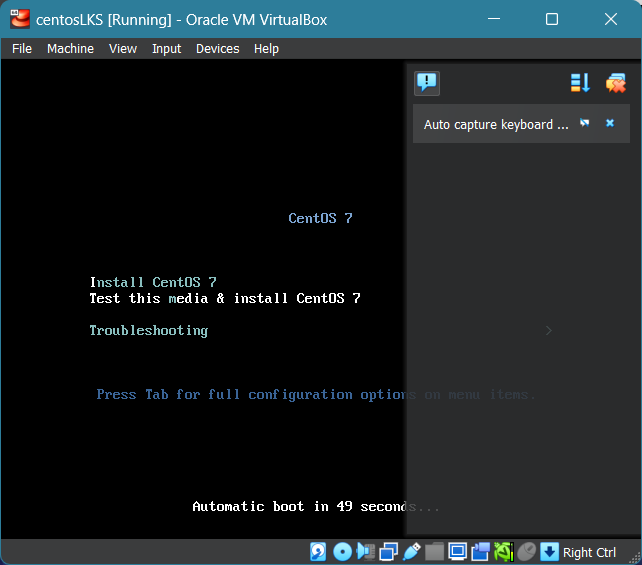 centosLKS [Running] - Oracle VM VirtualBox
File Machine View Input Devices Help
Auto capture keyboard ...
CentOS 7
Install CentOS 7
Test this media & install CentOS 7
Troubleshooting
Press Tab for full configuration options on menu items.
Automatic boot in 49 seconds...
Right Ctrl